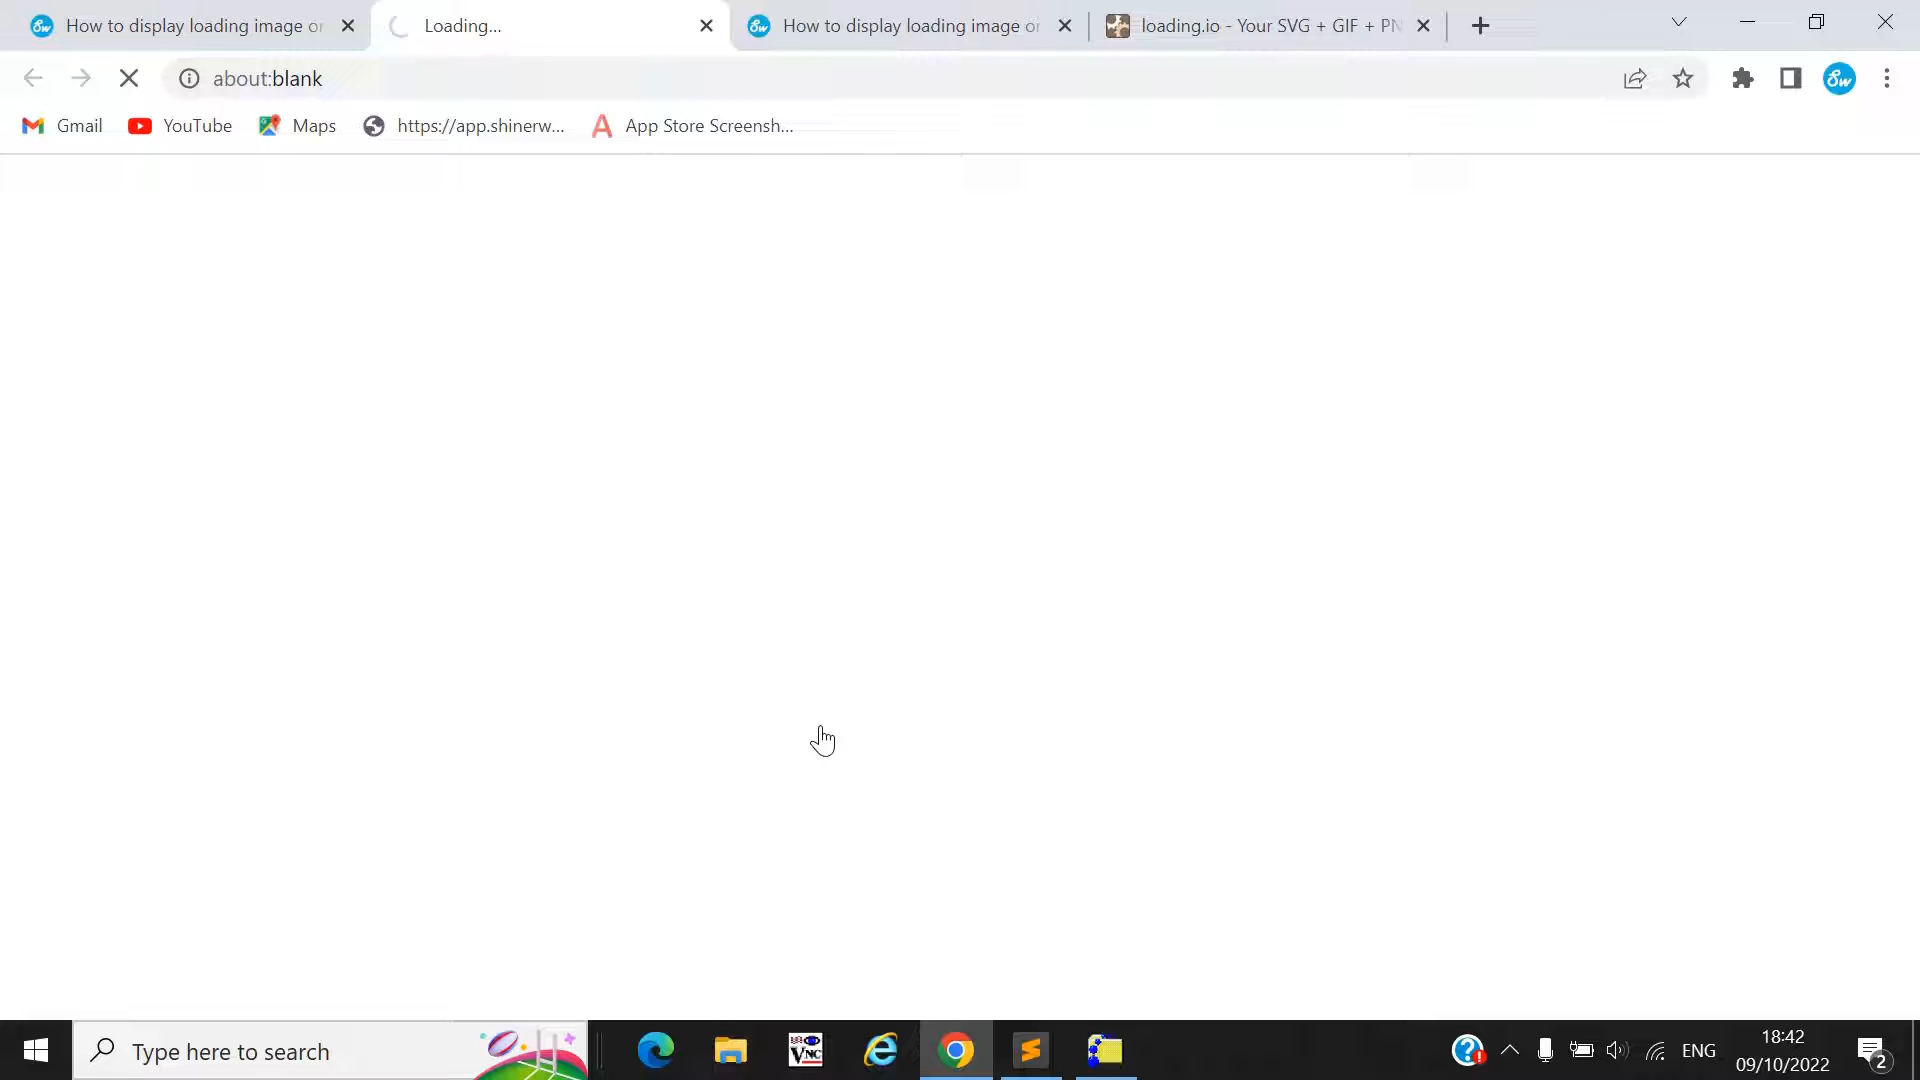 How to display loading image or
Loading...
How to display loading image or
loading.io - Your SVG + GIF + PN
about:blank
Sw
Gmail
YouTube
Maps
https://app.shinerw...
App Store Screensh...
Type here to search
VNC
ENG
18:42
09/10/2022
2